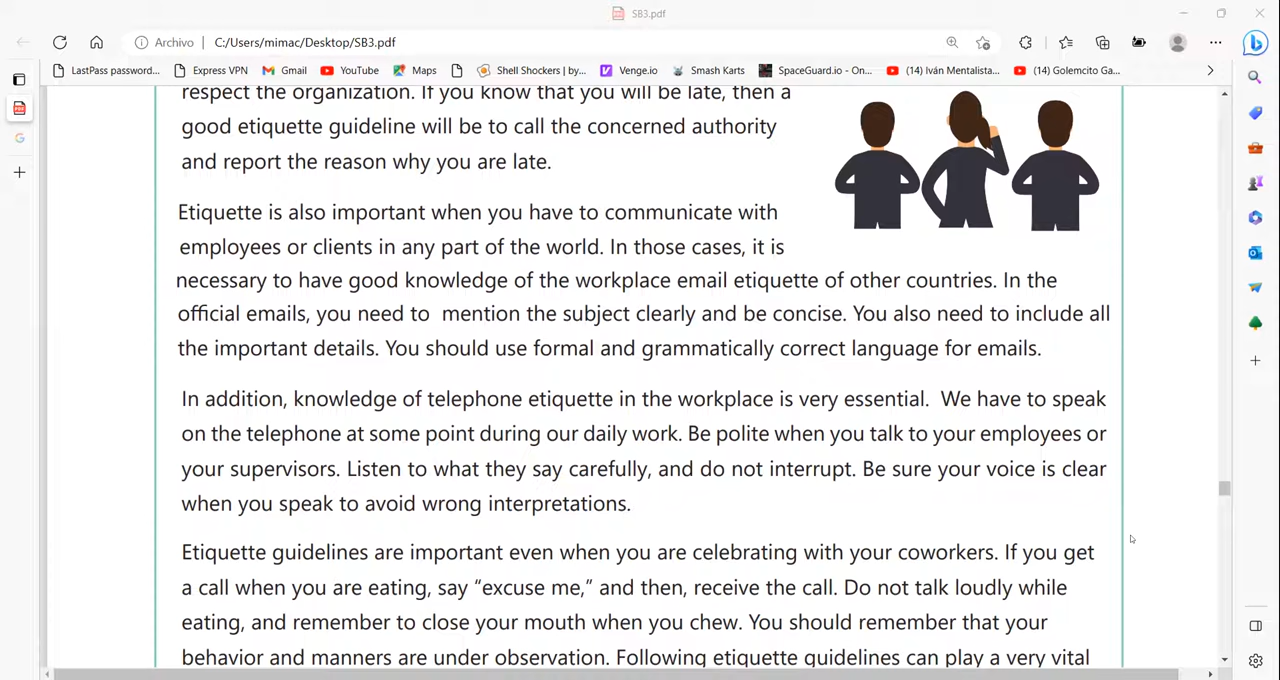 SB3.pdf
Archivo C:/Users/mimac/Desktop/SB3.pdf
LastPass password... Express VPN Gmail YouTube Maps Shell Shockers | by... Venge.io Smash Karts SpaceGuard.io - On... (14) Iván Mentalista... (14) Golemcito Ga...
respect the organization. If you know that you will be late, then a
good etiquette guideline will be to call the concerned authority
and report the reason why you are late.
Etiquette is also important when you have to communicate with
employees or clients in any part of the world. In those cases, it is
necessary to have good knowledge of the workplace email etiquette of other countries. In the
official emails, you need to mention the subject clearly and be concise. You also need to include all
the important details. You should use formal and grammatically correct language for emails.
In addition, knowledge of telephone etiquette in the workplace is very essential. We have to speak
on the telephone at some point during our daily work. Be polite when you talk to your employees or
your supervisors. Listen to what they say carefully, and do not interrupt. Be sure your voice is clear
when you speak to avoid wrong interpretations.
Etiquette guidelines are important even when you are celebrating with your coworkers. If you get
a call when you are eating, say “excuse me,” and then, receive the call. Do not talk loudly while
eating, and remember to close your mouth when you chew. You should remember that your
behavior and manners are under observation. Following etiquette guidelines can play a very vital